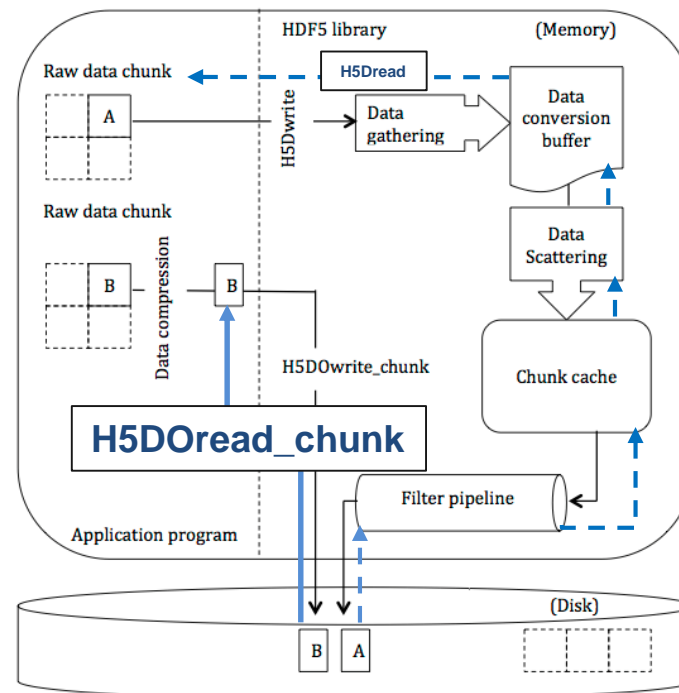 HDF5 library
(Memory)
Raw data chunk
H5Dread
A
H5Dwrite
Data
gathering
Data
conversion
buffer
Raw data chunk
B
Data compression
B
Data
Scattering
H5DOwrite_chunk
Chunk cache
H5DOread_chunk
Filter pipeline
Application program
(Disk)
B
A